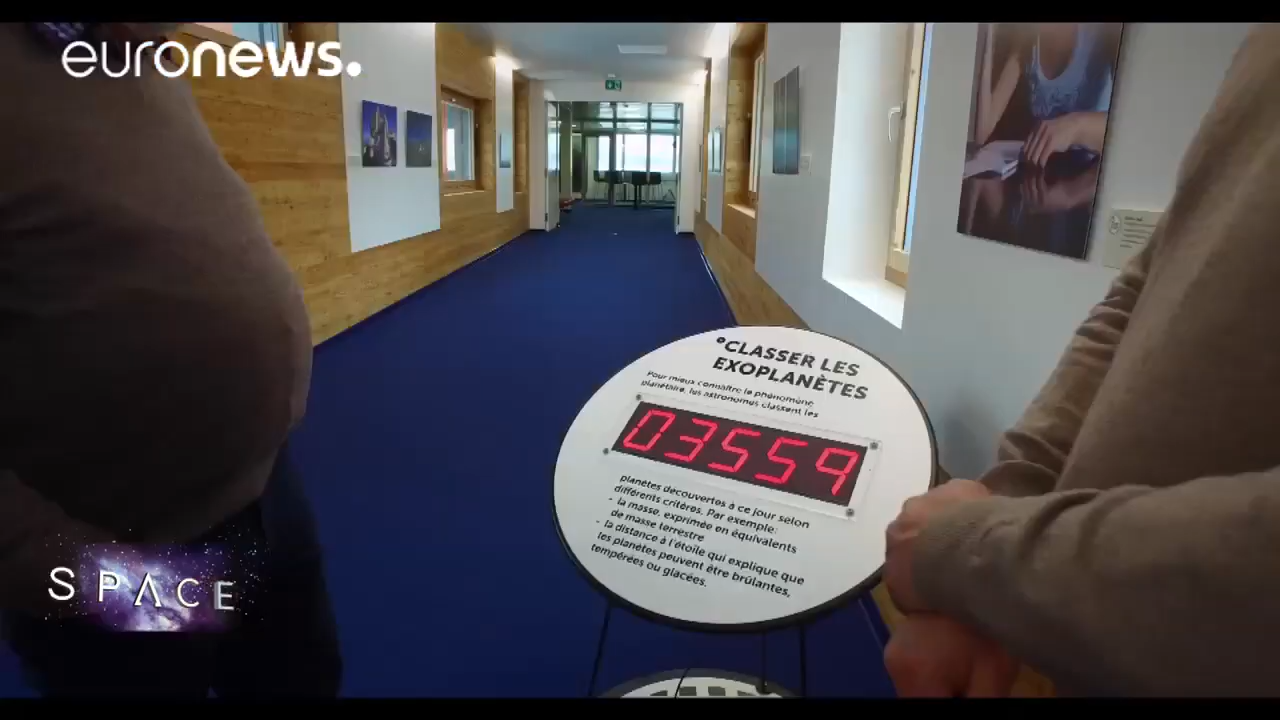 euronews.
°CLASSER LES
EXOPLANÈTES
Pour mieux connaître le phénomène
planétaire, les astronomes classent les
03559
planètes découvertes à ce jour selon
différents critères. Par exemple:
- la masse, exprimée en équivalents
de masse terrestre
- la distance à l'étoile qui explique que
les planètes peuvent être brûlantes,
tempérées ou glacées.
SPACE